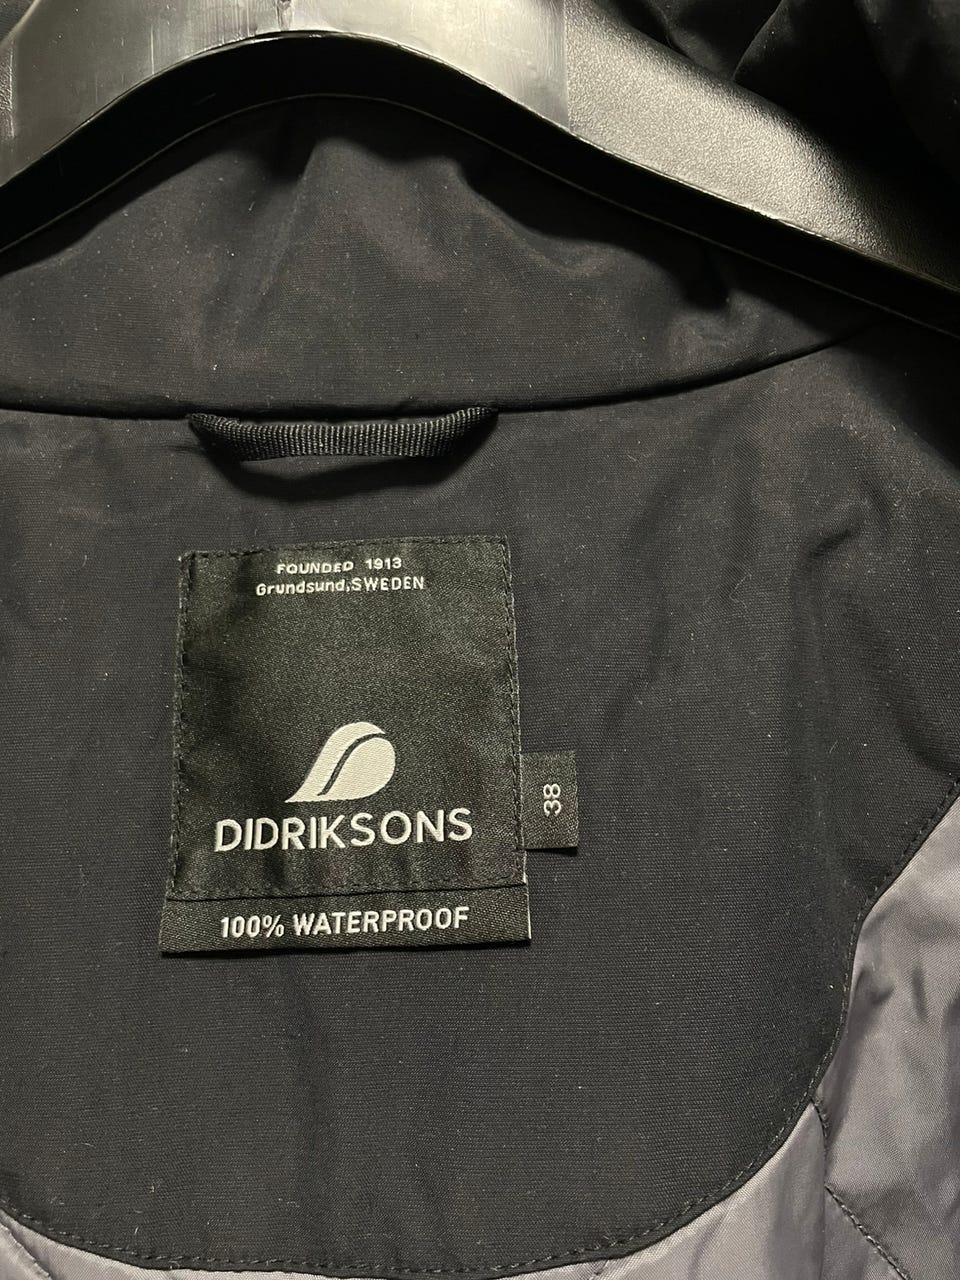 FOUNDED 1913
Grundsund,SWEDEN
DIDRIKSONS
38
100% WATERPROOF